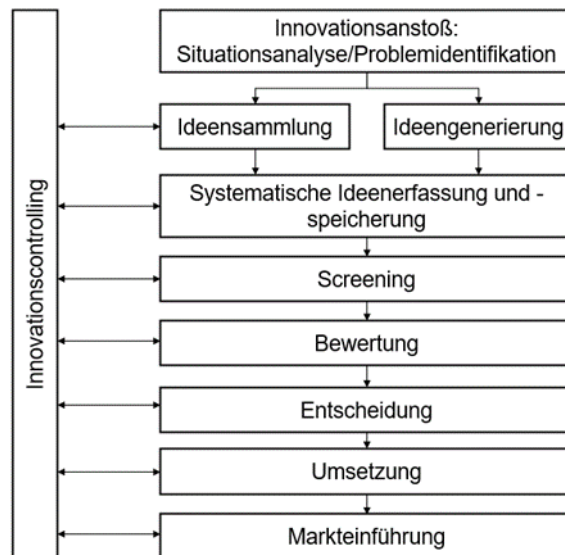 Innovationsanstoß:
Situationsanalyse/Problemidentifikation
Ideensammlung
Ideengenerierung
Systematische Ideenerfassung und -
speicherung
Screening
Bewertung
Entscheidung
Umsetzung
Markteinführung
Innovationscontrolling